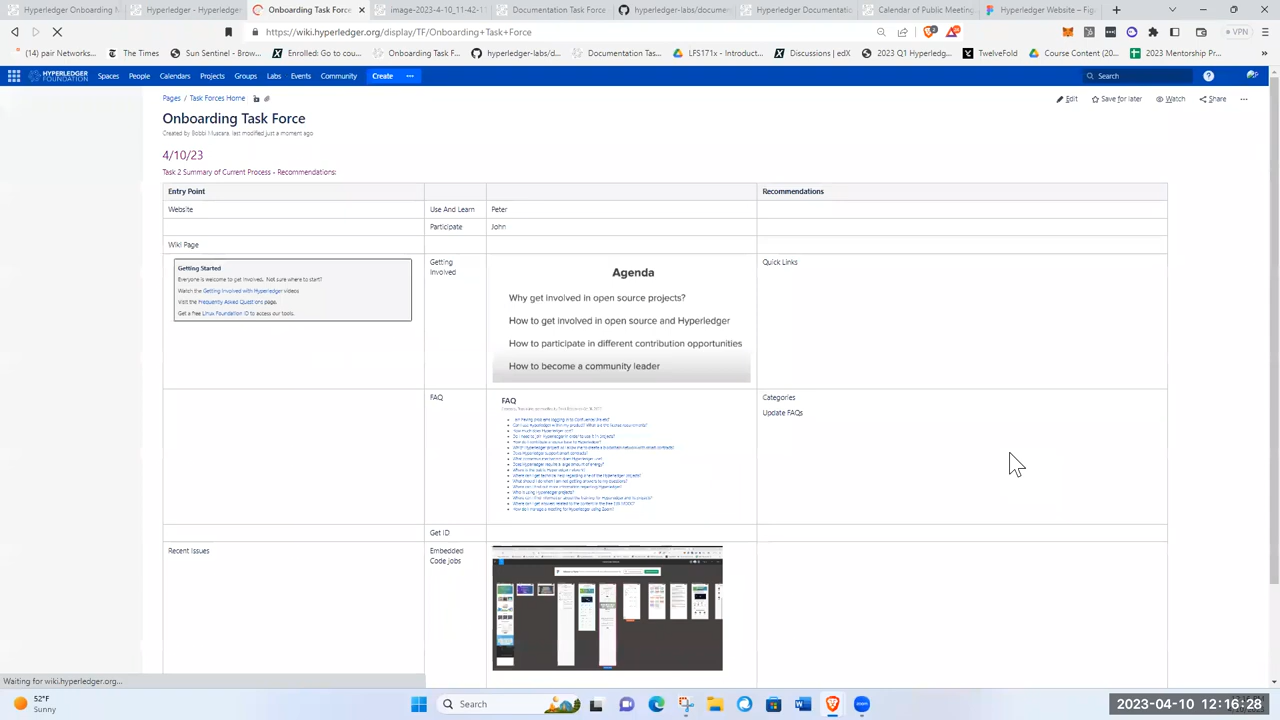 Hyperledger Onboarding
Hyperledger - Hyperledger
Onboarding Task Force
image-2023-4-10_11-42-1
Documentation Task Force
hyperledger-labs/docume
Hyperledger Documentati
Calendar of Public Meeting
Hyperledger Website – Fig
https://wiki.hyperledger.org/display/TF/Onboarding+Task+Force
VPN
(14) pair Networks...
The Times
Sun Sentinel - Brow...
Enrolled: Go to cou...
Onboarding Task F...
hyperledger-labs/d...
Documentation Tas...
LFS171x - Introduct...
Discussions | edX
2023 Q1 Hyperledg...
TwelveFold
Course Content (20...
2023 Mentorship Pr...
HYPERLEDGER FOUNDATION
Spaces
People
Calendars
Projects
Groups
Labs
Events
Community
Create
Search
Pages / Task Forces Home
Edit
Save for later
Watch
Share
Onboarding Task Force
Created by Bobbi Muscara, last modified just a moment ago
4/10/23
Task 2 Summary of Current Process - Recommendations:
Entry Point
Recommendations
Website
Use And Learn
Peter
Participate
John
Wiki Page
Getting Started
Everyone is welcome to get involved. Not sure where to start?
Watch the Getting Involved with Hyperledger videos
Visit the Frequently Asked Questions page.
Get a free Linux Foundation ID to access our tools.
Getting Involved
Agenda
Why get involved in open source projects?
How to get involved in open source and Hyperledger
How to participate in different contribution opportunities
How to become a community leader
Quick Links
FAQ
FAQ
Categories
Update FAQs
Get ID
Recent Issues
Embedded Code Jobs
Waiting for wiki.hyperledger.org...
52°F
Sunny
Search
2023-04-10 12:16:28